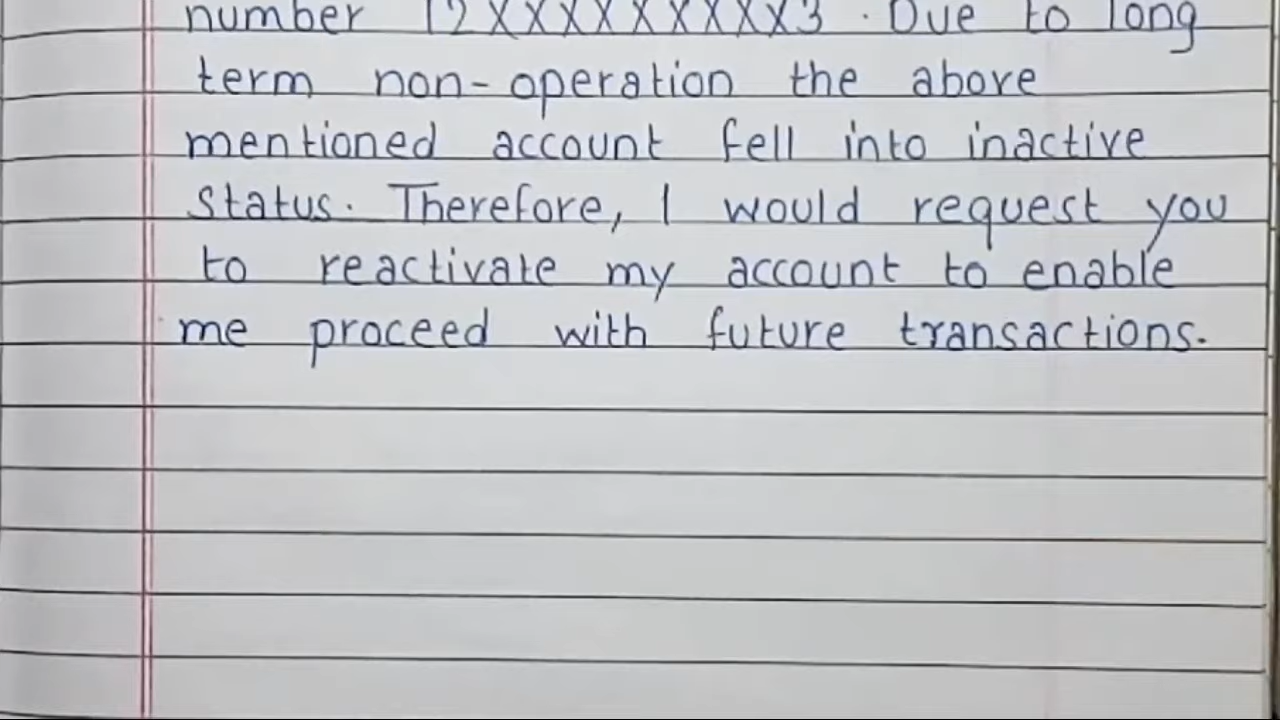 number 12XXXXXXXXX3. Due to long
term non-operation the above
mentioned account fell into inactive
status. Therefore, I would request you
to reactivate my account to enable
me proceed with future transactions.